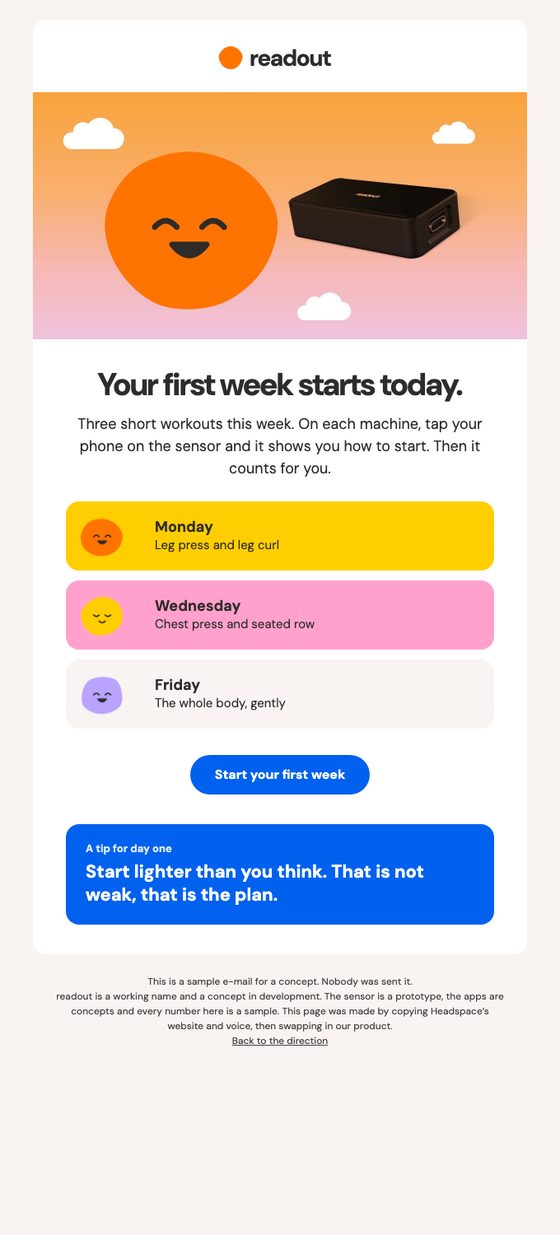 readout
readout
Your first week starts today.
Three short workouts this week. On each machine, tap your
phone on the sensor and it shows you how to start. Then it
counts for you.
Monday
Leg press and leg curl
Wednesday
Chest press and seated row
Friday
The whole body, gently
Start your first week
A tip for day one
Start lighter than you think. That is not
weak, that is the plan.
This is a sample e-mail for a concept. Nobody was sent it.
readout is a working name and a concept in development. The sensor is a prototype, the apps are
concepts and every number here is a sample. This page was made by copying Headspace’s
website and voice, then swapping in our product.
Back to the direction